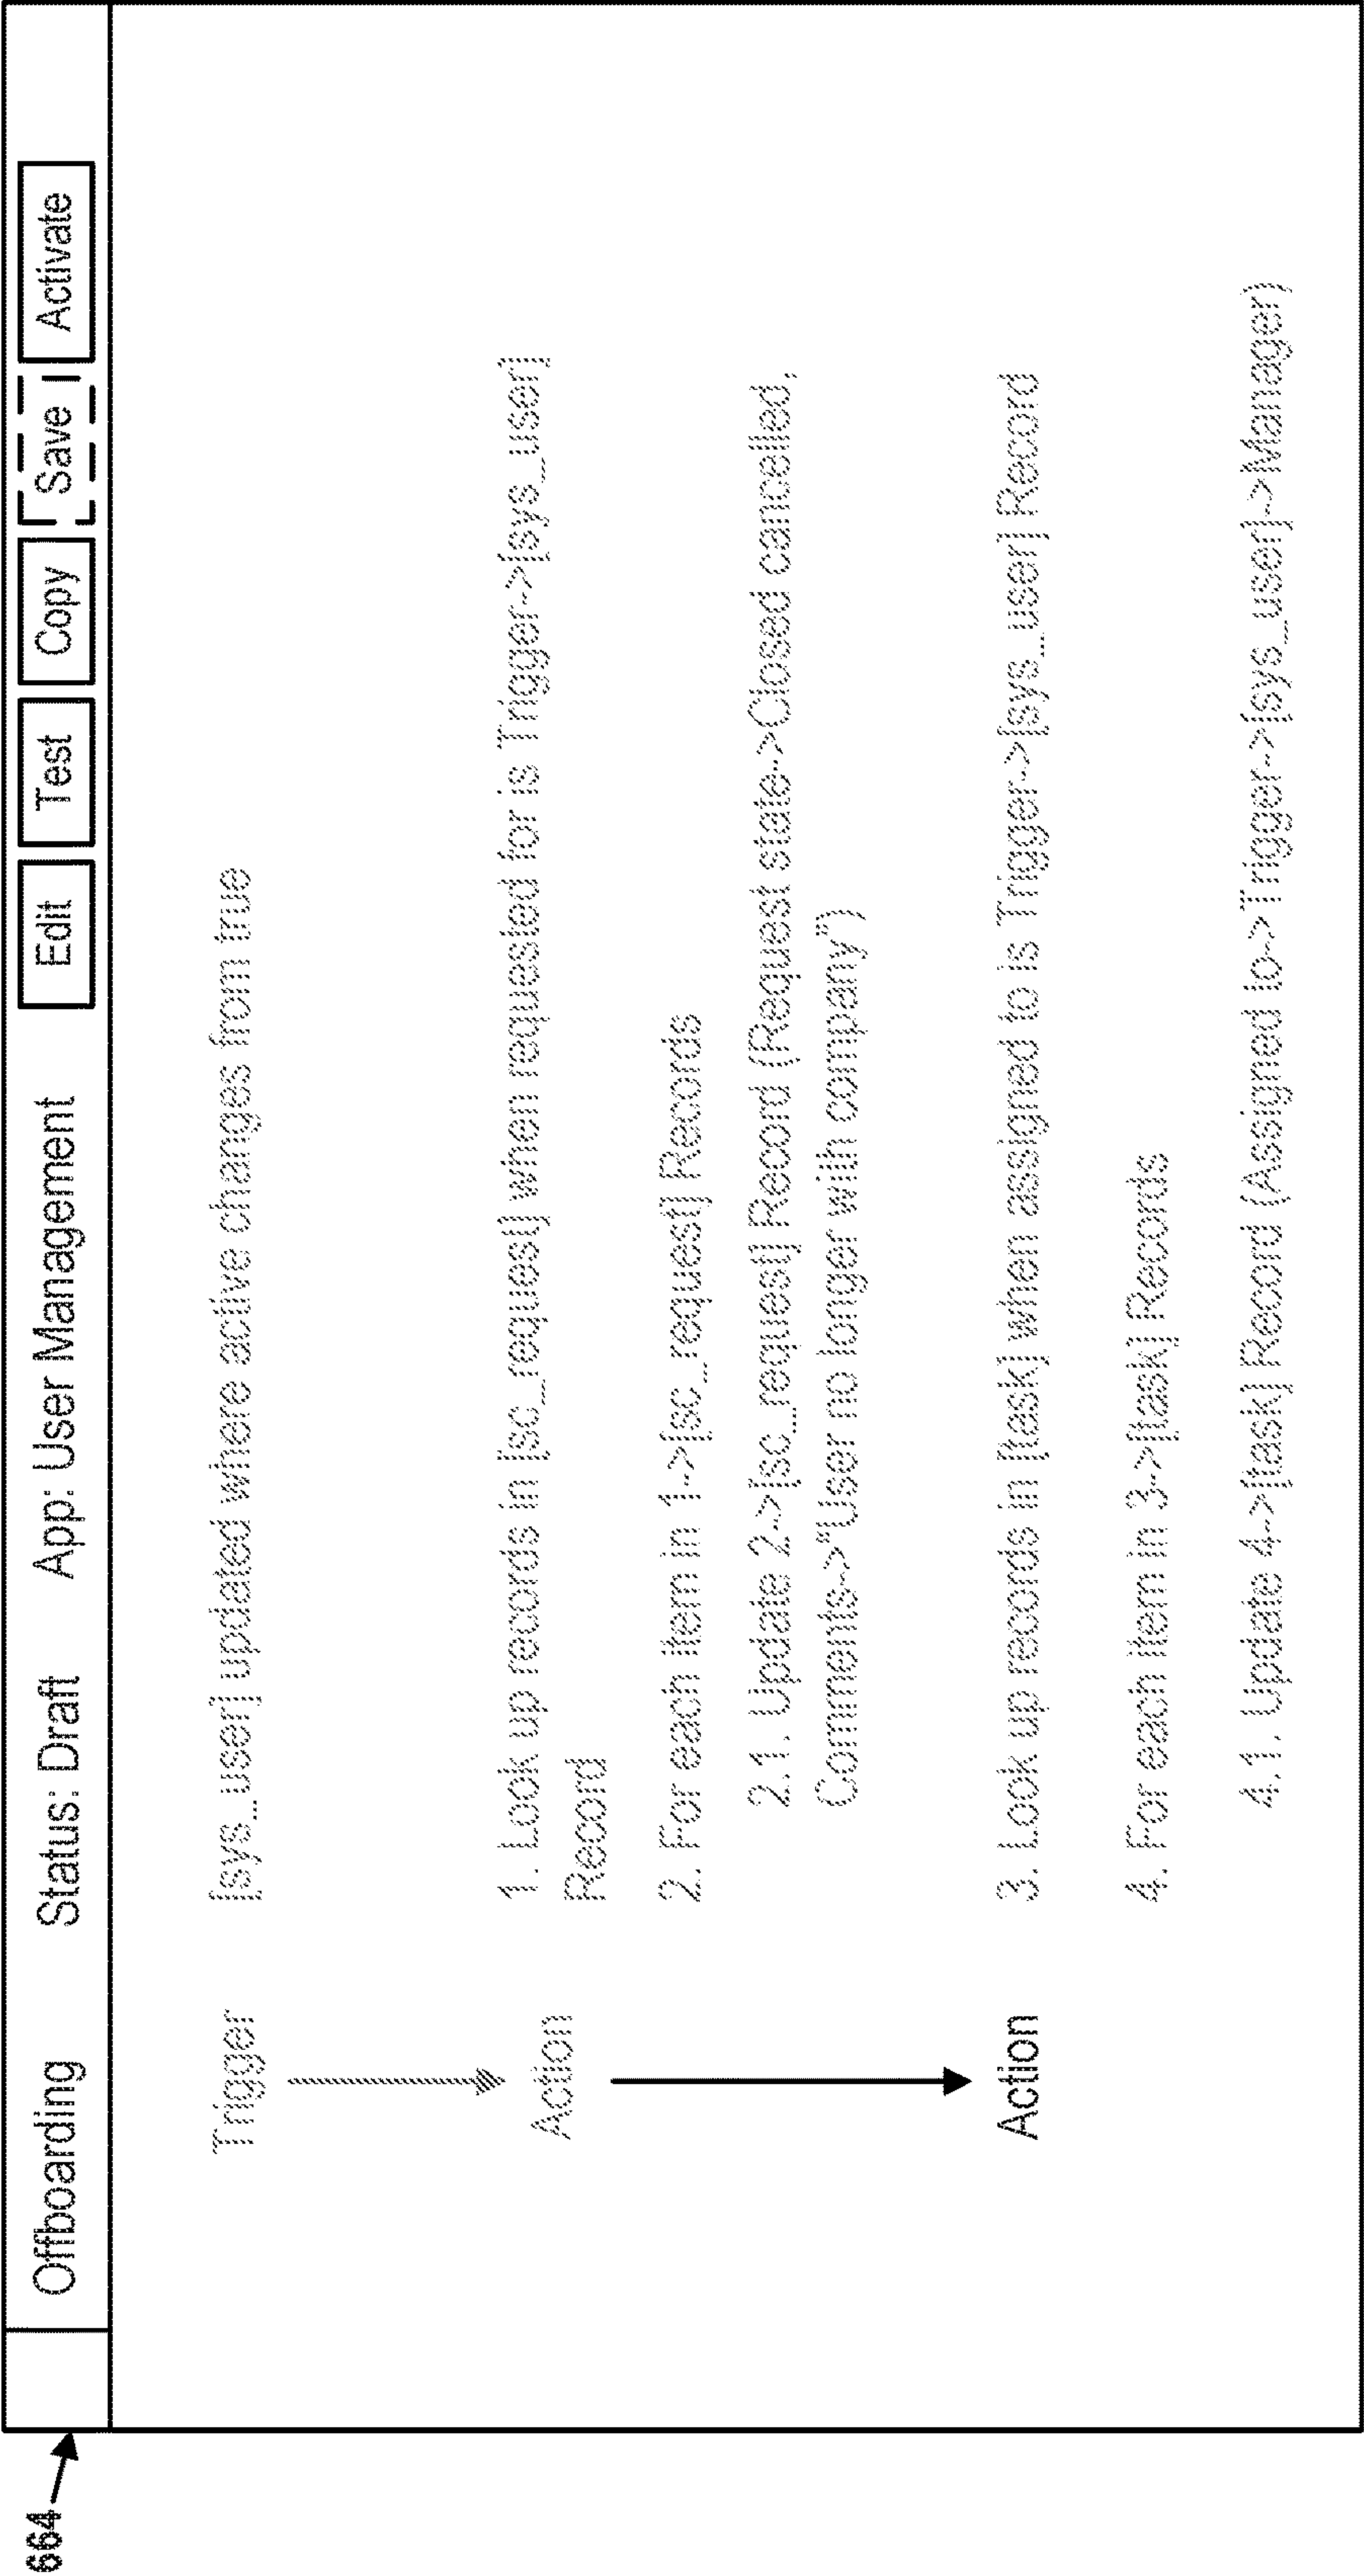 664
Offboarding Status: Draft App: User Management Edit Test Copy Save Activate
Trigger [sys_user] updated where active changes from true
Action 1. Look up records in [sc_request] when requested for is Trigger->[sys_user]
Record
2. For each item in 1->[sc_request] Records
2.1. Update 2->[sc_request] Record (Request state->Closed cancelled,
Comments->"User no longer with company")
Action 3. Look up records in [task] when assigned to is Trigger->[sys_user] Record
4. For each item in 3->[task] Records
4.1. Update 4->[task] Record (Assigned to->Trigger->[sys_user]->Manager)